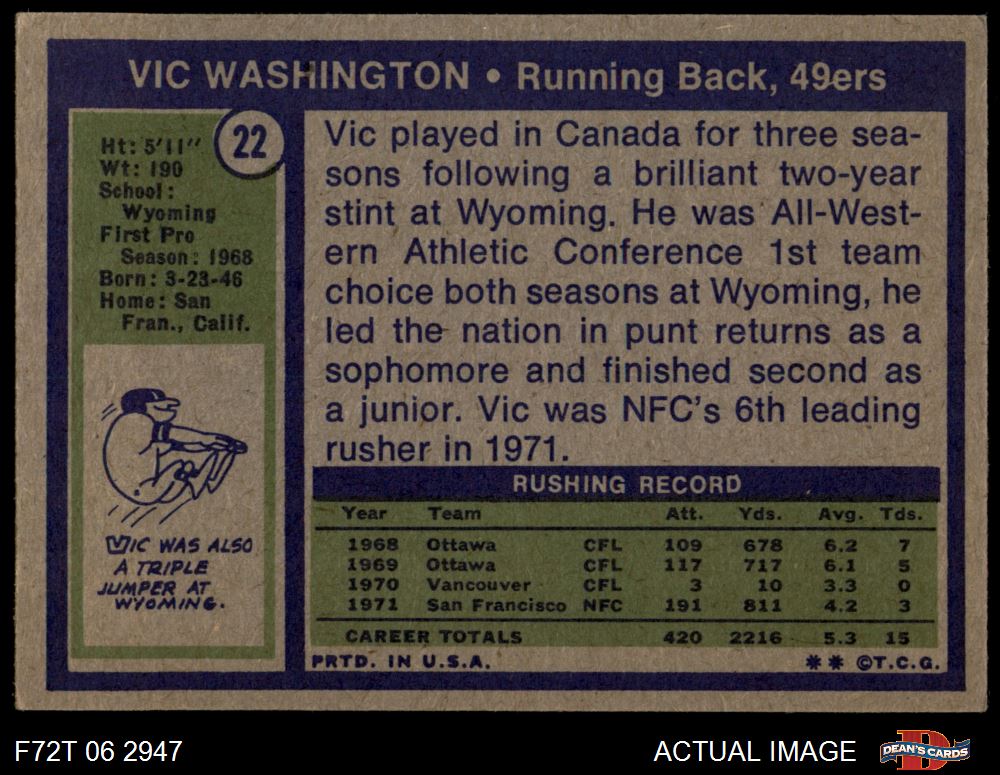 VIC WASHINGTON • Running Back, 49ers
22
Ht: 5'11"
Wt: 190
School:
Wyoming
First Pro
Season: 1968
Born: 3-23-46
Home: San
Fran., Calif.
VIC WAS ALSO
A TRIPLE
JUMPER AT
WYOMING.
Vic played in Canada for three sea-
sons following a brilliant two-year
stint at Wyoming. He was All-West-
ern Athletic Conference 1st team
choice both seasons at Wyoming, he
led the nation in punt returns as a
sophomore and finished second as
a junior. Vic was NFC's 6th leading
rusher in 1971.
RUSHING RECORD
Year Team Att. Yds. Avg. Tds.
1968 Ottawa CFL 109 678 6.2 7
1969 Ottawa CFL 117 717 6.1 5
1970 Vancouver CFL 3 10 3.3 0
1971 San Francisco NFC 191 811 4.2 3
CAREER TOTALS 420 2216 5.3 15
PRTD. IN U.S.A. ** ©T.C.G.
F72T 06 2947 ACTUAL IMAGE DEAN'S CARDS